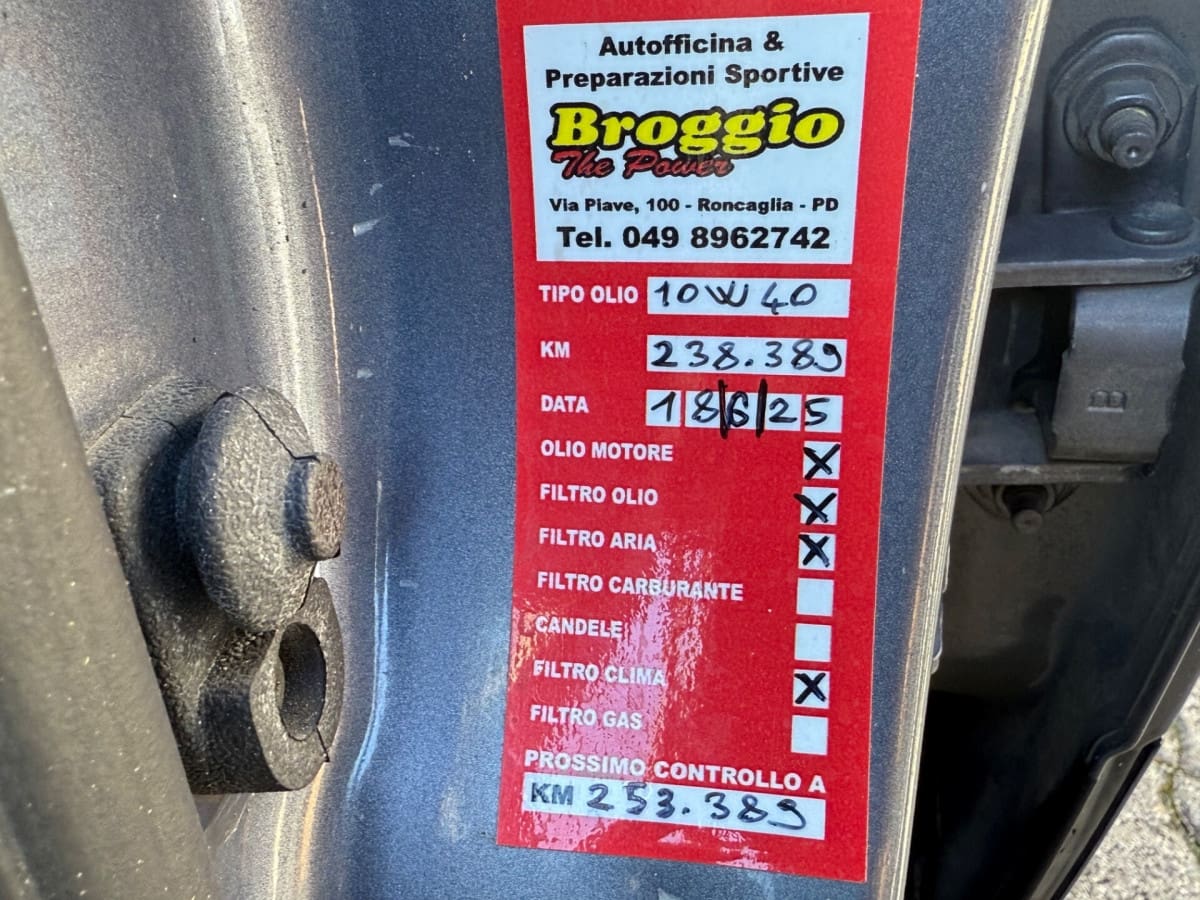 Autofficina &
Preparazioni Sportive
Broggio
The Power
Via Piave, 100 - Roncaglia - PD
Tel. 049 8962742
TIPO OLIO 10W40
KM 238.389
DATA 18/6/25
OLIO MOTORE X
FILTRO OLIO X
FILTRO ARIA X
FILTRO CARBURANTE
CANDELE
FILTRO CLIMA X
FILTRO GAS
PROSSIMO CONTROLLO A
KM 253.389